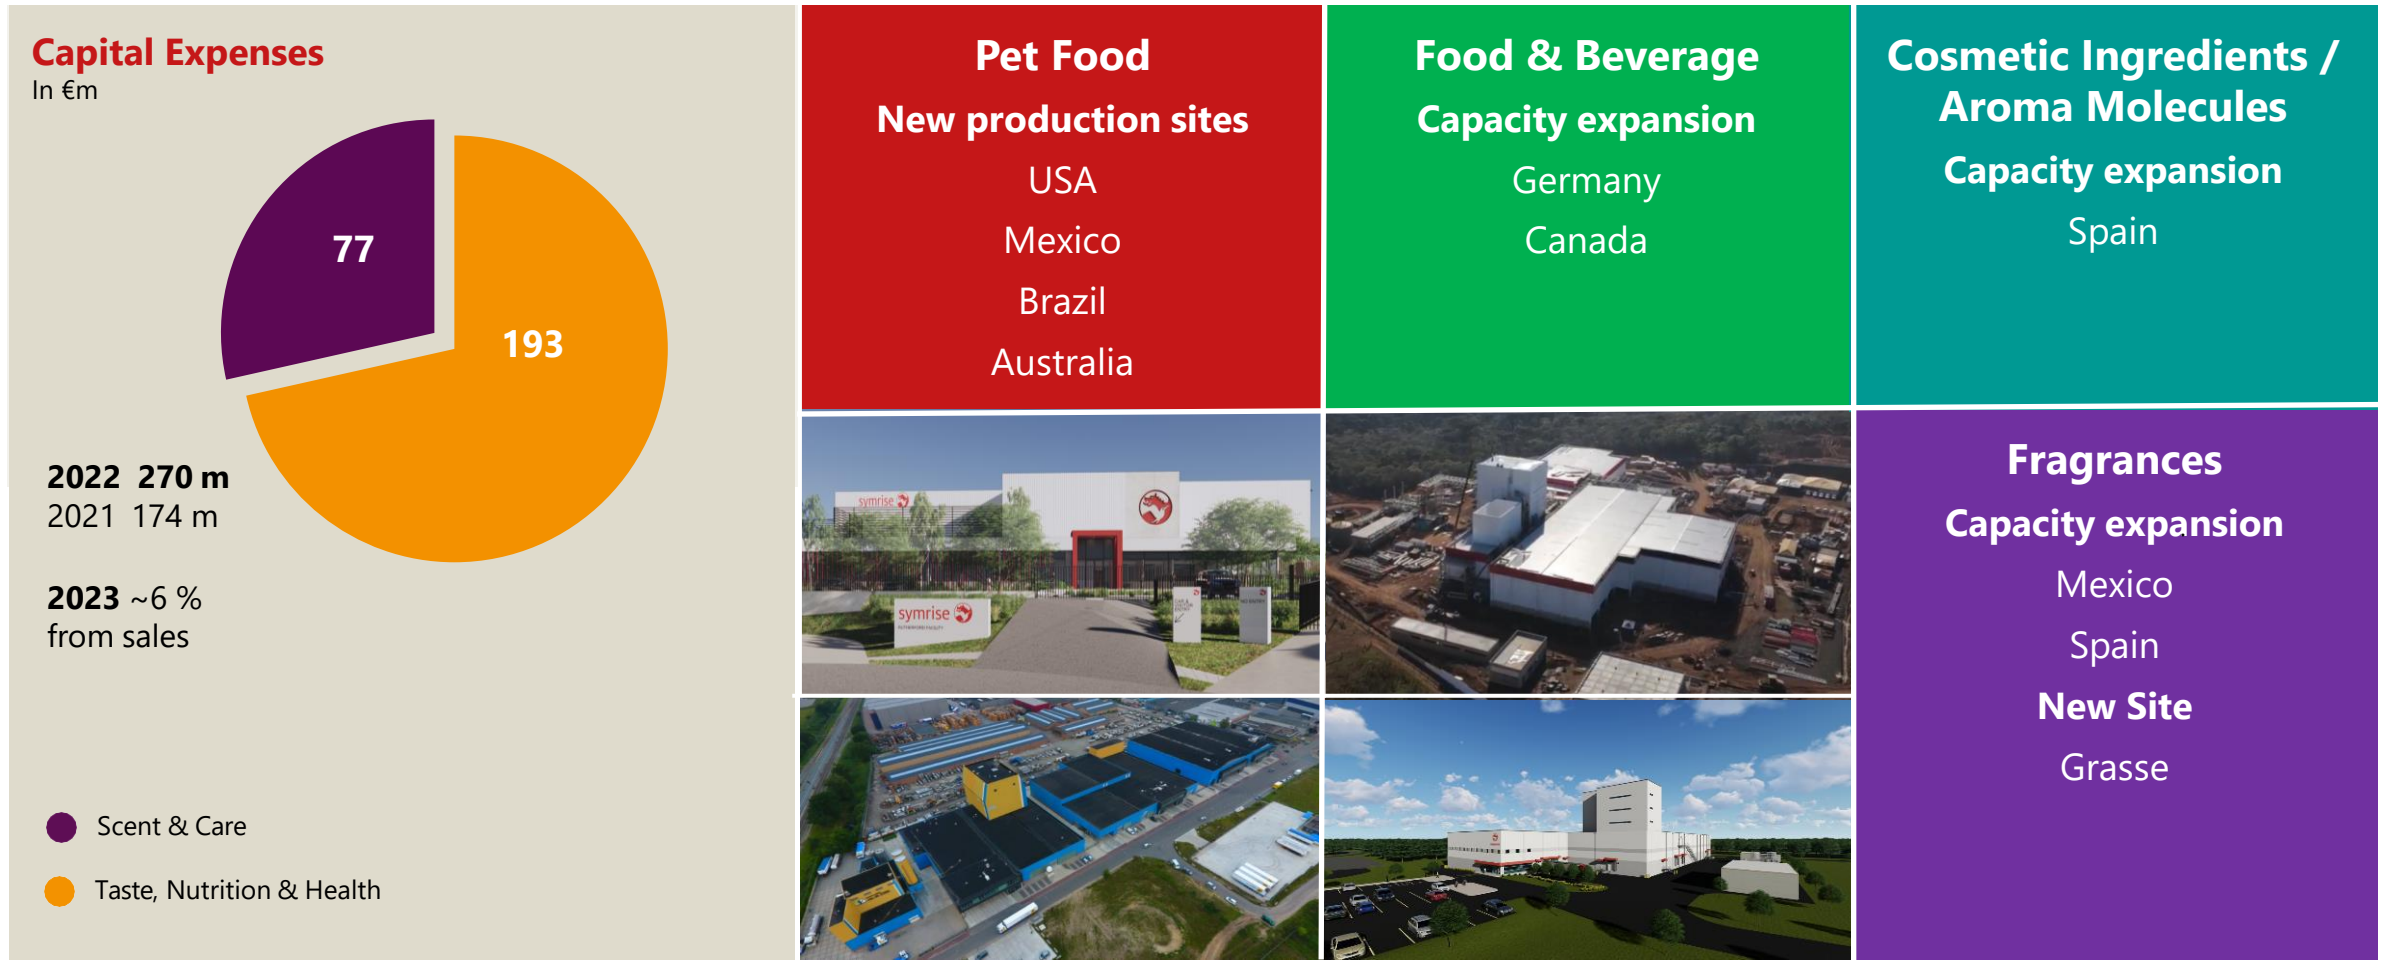 Capital Expenses
In €m
77
193
2022 270 m
2021 174 m
2023 ~6 %
from sales
Scent & Care
Taste, Nutrition & Health
Pet Food
New production sites
USA
Mexico
Brazil
Australia
Food & Beverage
Capacity expansion
Germany
Canada
Cosmetic Ingredients /
Aroma Molecules
Capacity expansion
Spain
symrise
symrise
Fragrances
Capacity expansion
Mexico
Spain
New Site
Grasse